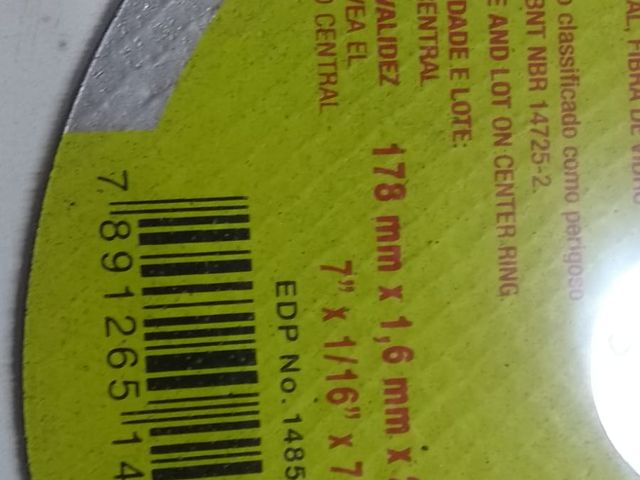 AL, FIBRA DE VIDRO
o classificado como perigoso
BNT NBR 14725-2.
E AND LOT ON CENTER RING
DADE E LOTE:
ENTRAL
VALIDEZ
VEA EL
O CENTRAL
178 mm x 1,6 mm x
7" x 1/16" x 7
EDP No. 1485
7 891265 14